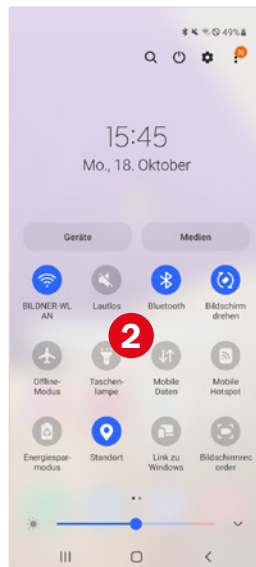 49%
N
15:45
Mo., 18. Oktober
Geräte Medien
BILDNER-WL
AN
Lautlos
Bluetooth
Bildschirm
drehen
2
Offline-
Modus
Taschen-
lampe
Mobile
Daten
Mobile
Hotspot
Energiespar-
modus
Standort
Link zu
Windows
Bildschirmrec
order